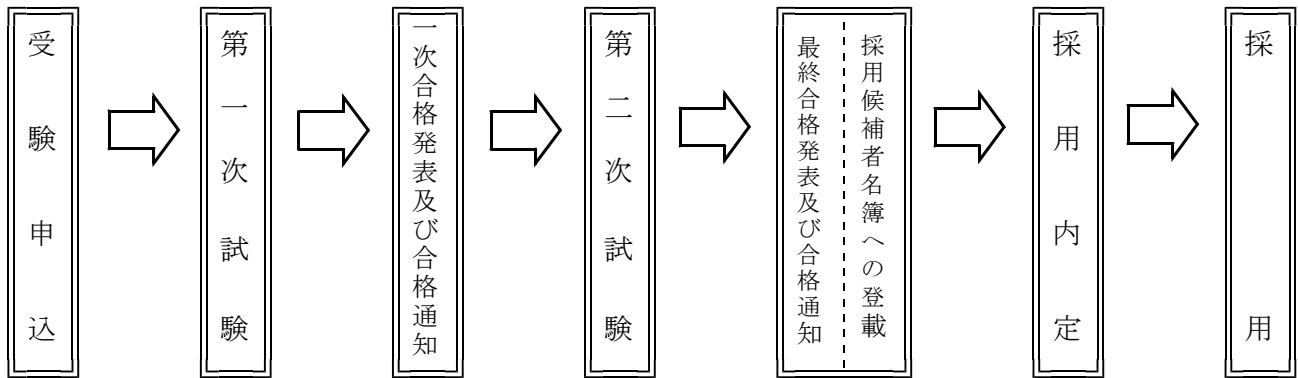 受験申込
第一次試験
一次合格発表及び合格通知
第二次試験
採用候補者名簿への登載
最終合格発表及び合格通知
採用内定
採用